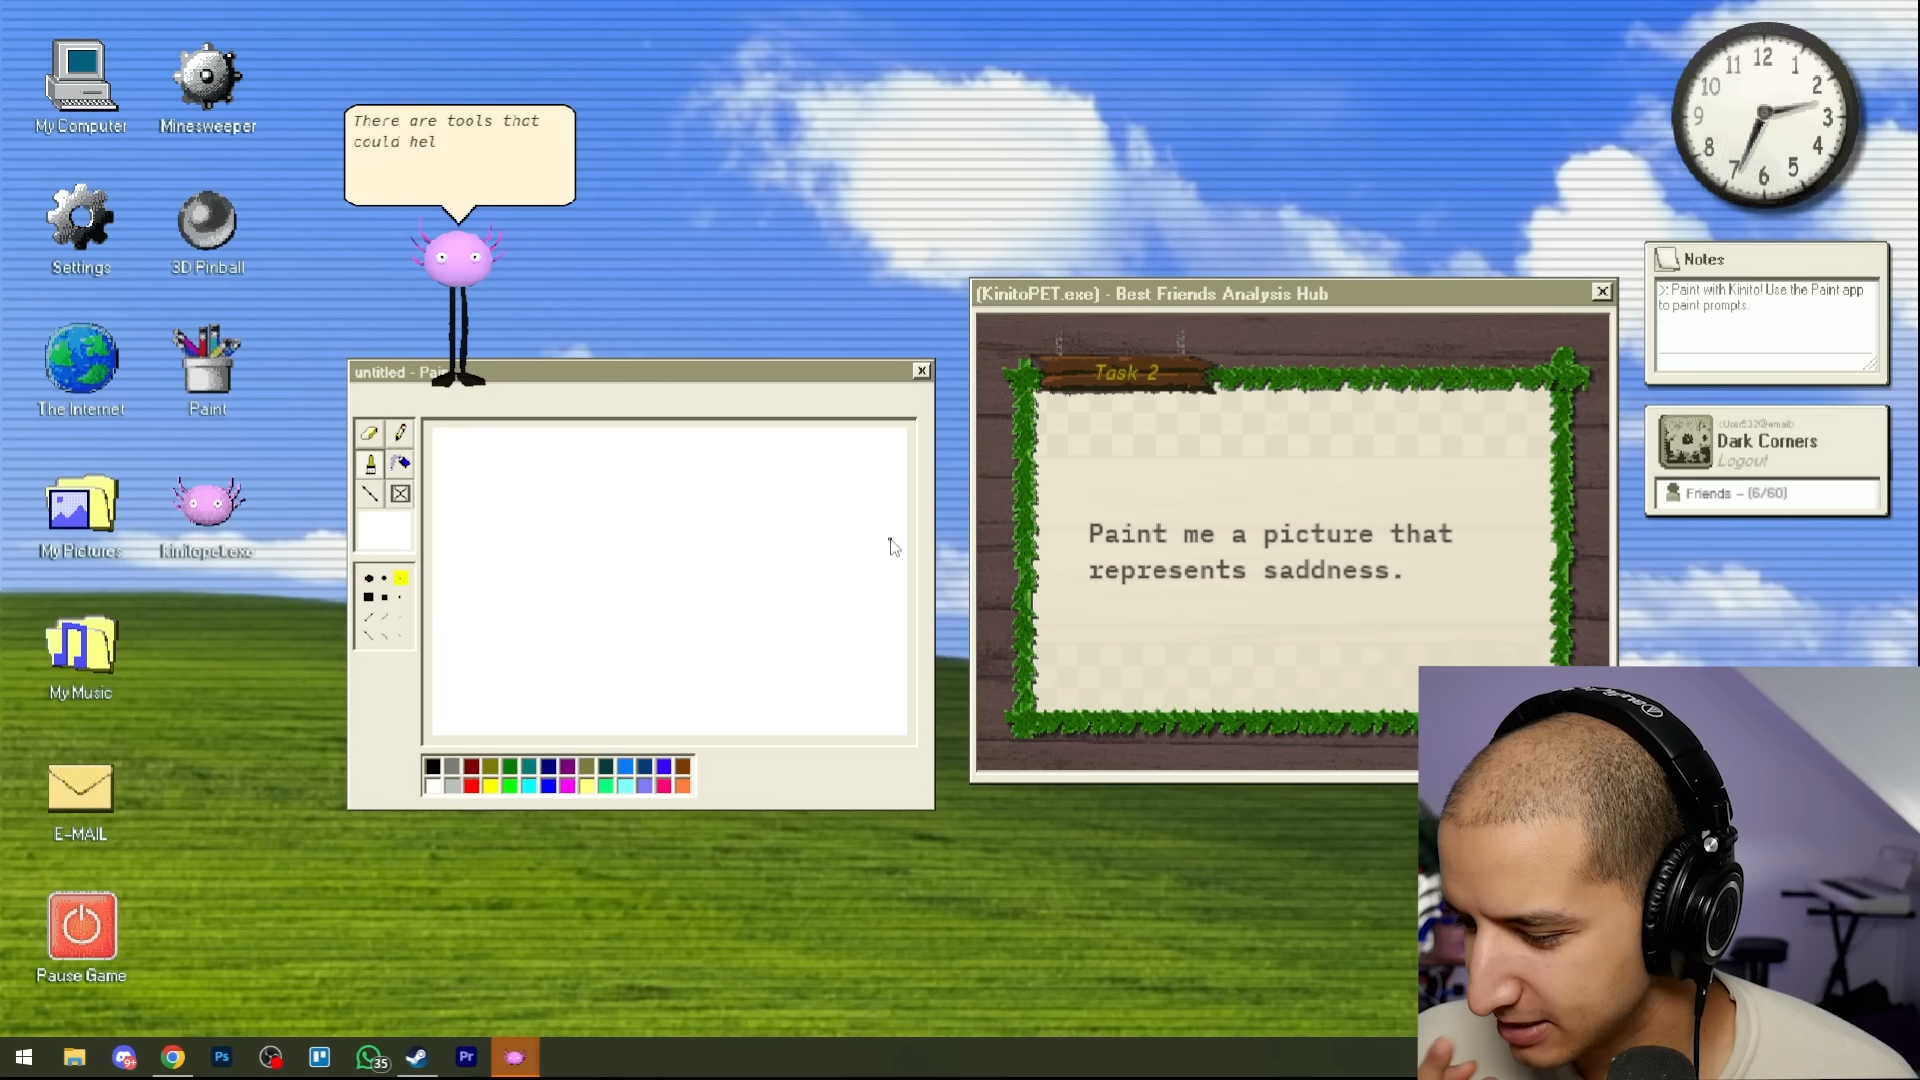 My Computer
Minesweeper
Settings
3D Pinball
The Internet
Paint
My Pictures
kinitopet.exe
My Music
E-MAIL
Pause Game
There are tools that
could hel
untitled - Pai
(KinitoPET.exe) - Best Friends Analysis Hub
Task 2
Paint me a picture that
represents saddness.
12
1
2
3
4
5
6
7
8
9
10
11
Notes
>: Paint with Kinito! Use the Paint app
to paint prompts.
Dark Corners
Logout
Friends - (6/60)
9+
Ps
35
Pr